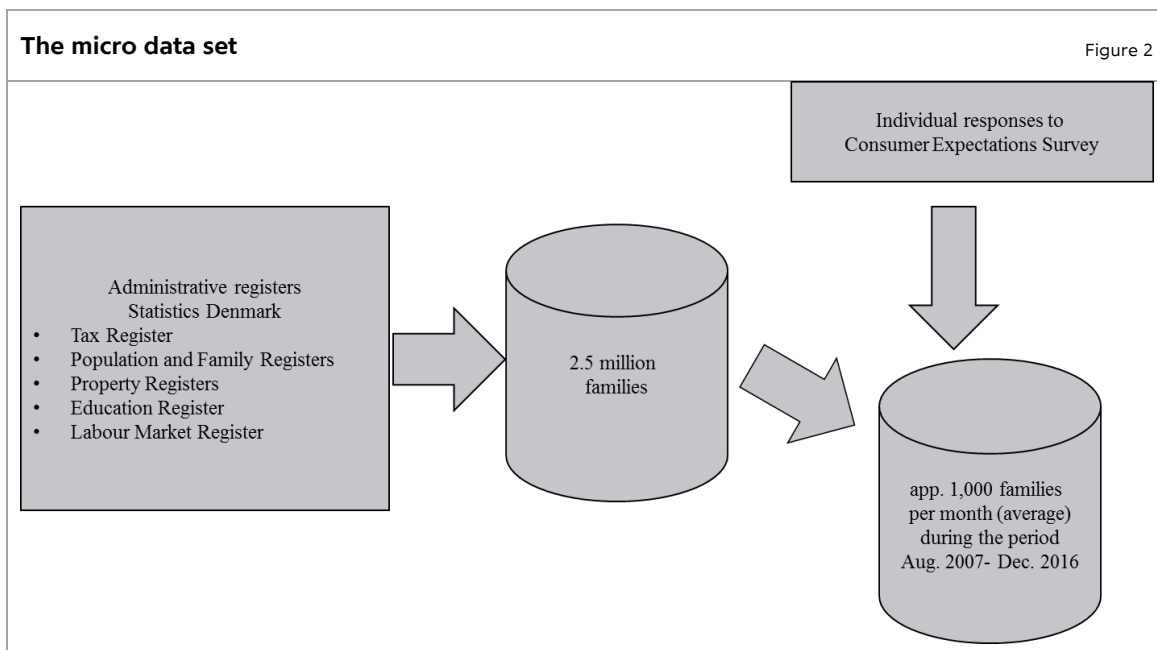 The micro data set
Figure 2
Individual responses to
Consumer Expectations Survey
Administrative registers
Statistics Denmark
• Tax Register
• Population and Family Registers
• Property Registers
• Education Register
• Labour Market Register
2.5 million
families
app. 1,000 families
per month (average)
during the period
Aug. 2007- Dec. 2016